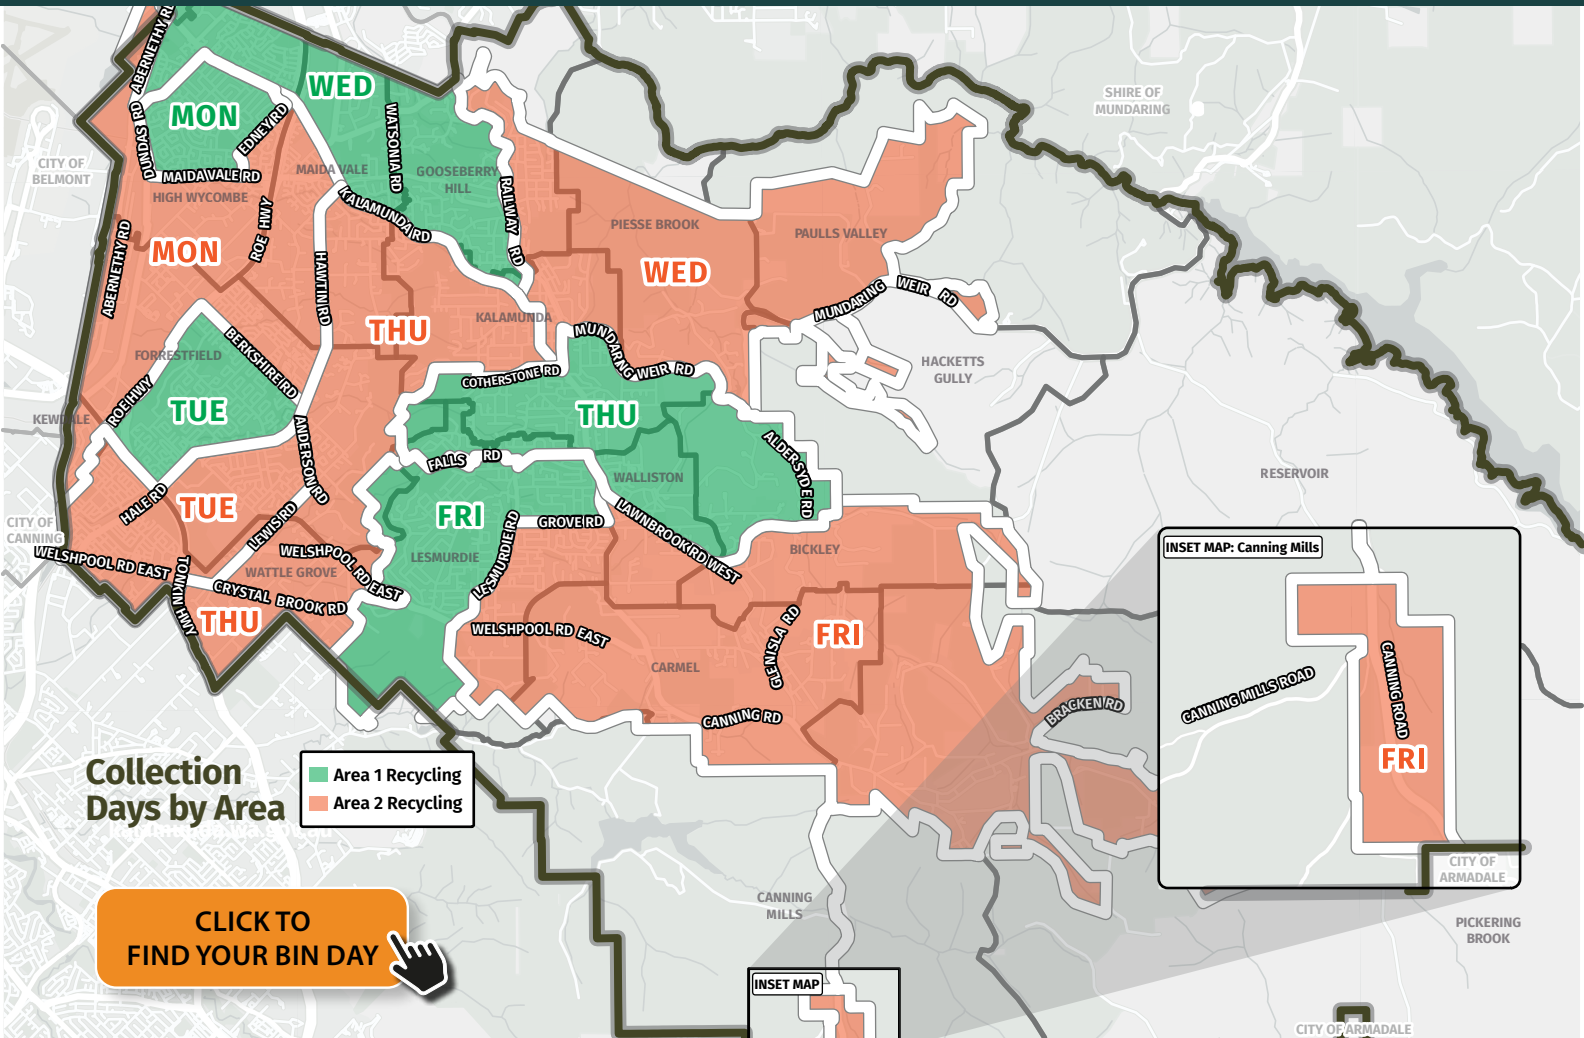 ABERNETHY RD
WED
MON
DUNDAS RD
EDNEY RD
WATSONIA RD
SHIRE OF
MUNDARING
CITY OF
BELMONT
MAIDA VALE RD
MAIDA VALE
GOOSEBERRY
HILL
HIGH WYCOMBE
KALAMUNDA RD
RAILWAY RD
ROE HWY
ABERNETHY RD
MON
HAWTIN RD
PIESSE BROOK
PAULLS VALLEY
WED
MUNDARING WEIR RD
KALAMUNDA
THU
FORRESTFIELD
BERKSHIRE RD
ROE HWY
TUE
KEWDALE
MUNDARNG WEIR RD
COTHERSTONE RD
HACKETTS
GULLY
THU
ANDERSON RD
ALDERSYDE RD
FALLS RD
WALLISTON
RESERVOIR
HALE RD
TUE
LEWIS RD
FRI
GROVE RD
LAWNBROOK RD WEST
LESMURDIE RD
CITY OF
CANNING
WELSHPOOL RD EAST
WELSHPOOL RD EAST
WATTLE GROVE
LESMURDIE
BICKLEY
TONKIN HWY
CRYSTAL BROOK RD
THU
WELSHPOOL RD EAST
GLENISLA RD
FRI
CARMEL
CANNING RD
BRACKEN RD
INSET MAP: Canning Mills
CANNING MILLS ROAD
CANNING ROAD
FRI
CITY OF
ARMADALE
Collection
Days by Area
Area 1 Recycling
Area 2 Recycling
CLICK TO
FIND YOUR BIN DAY
CANNING
MILLS
PICKERING
BROOK
INSET MAP
CITY OF ARMADALE